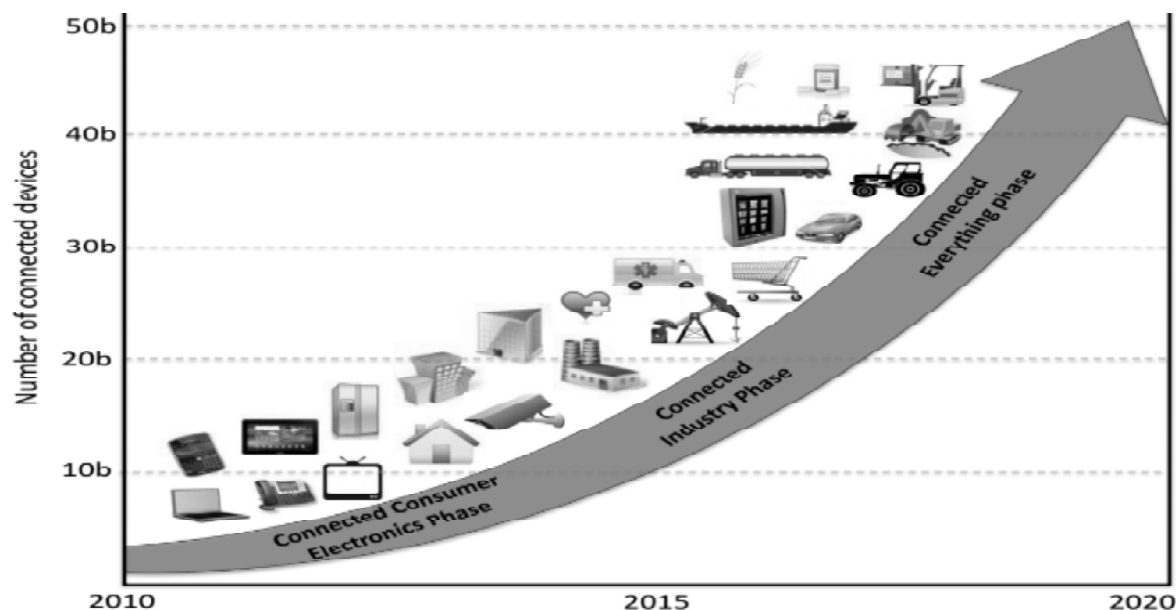 50b
40b
30b
20b
10b
Number of connected devices
Connected
Everything phase
Connected
Industry Phase
Connected Consumer
Electronics Phase
2010
2015
2020